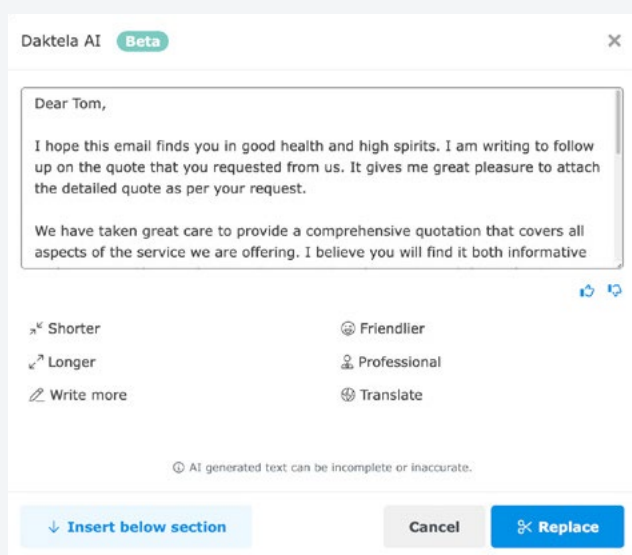 Daktela AI Beta
Dear Tom,
I hope this email finds you in good health and high spirits. I am writing to follow
up on the quote that you requested from us. It gives me great pleasure to attach
the detailed quote as per your request.
We have taken great care to provide a comprehensive quotation that covers all
aspects of the service we are offering. I believe you will find it both informative
Shorter
Friendlier
Longer
Professional
Write more
Translate
AI generated text can be incomplete or inaccurate.
Insert below section
Cancel
Replace